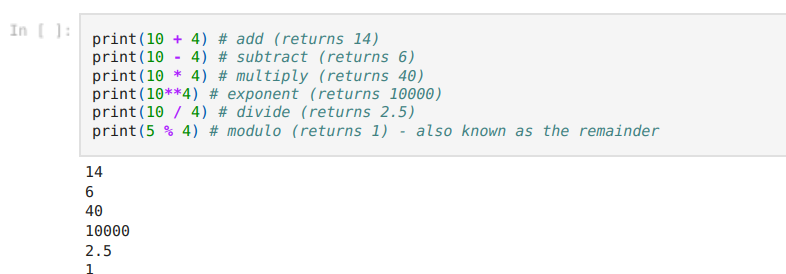 In [ ]:
print(10 + 4) # add (returns 14)
print(10 - 4) # subtract (returns 6)
print(10 * 4) # multiply (returns 40)
print(10**4) # exponent (returns 10000)
print(10 / 4) # divide (returns 2.5)
print(5 % 4) # modulo (returns 1) - also known as the remainder
14
6
40
10000
2.5
1